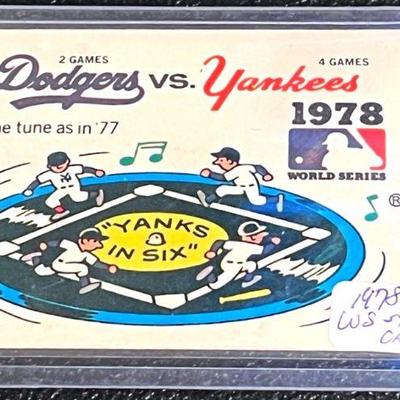 2 GAMES
4 GAMES
Dodgers VS. Yankees
1978
WORLD SERIES
e tune as in '77
®
"YANKS
IN SIX"
1978
WS